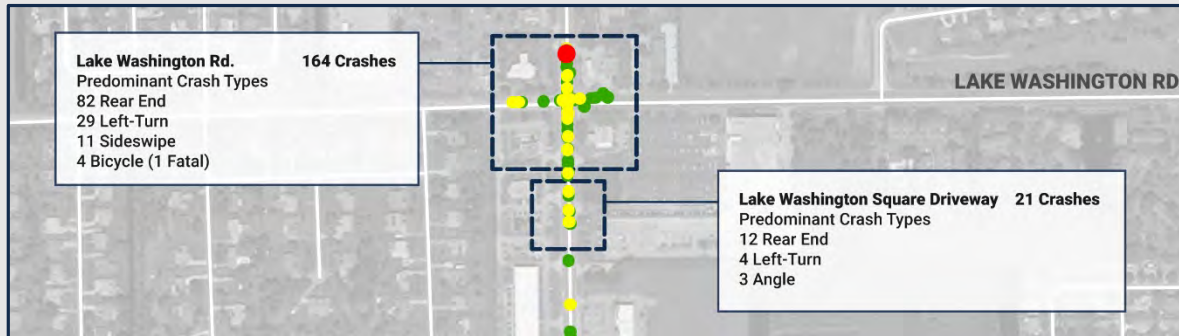 Lake Washington Rd. 164 Crashes
Predominant Crash Types
82 Rear End
29 Left-Turn
11 Sideswipe
4 Bicycle (1 Fatal)
LAKE WASHINGTON RD
Lake Washington Square Driveway 21 Crashes
Predominant Crash Types
12 Rear End
4 Left-Turn
3 Angle